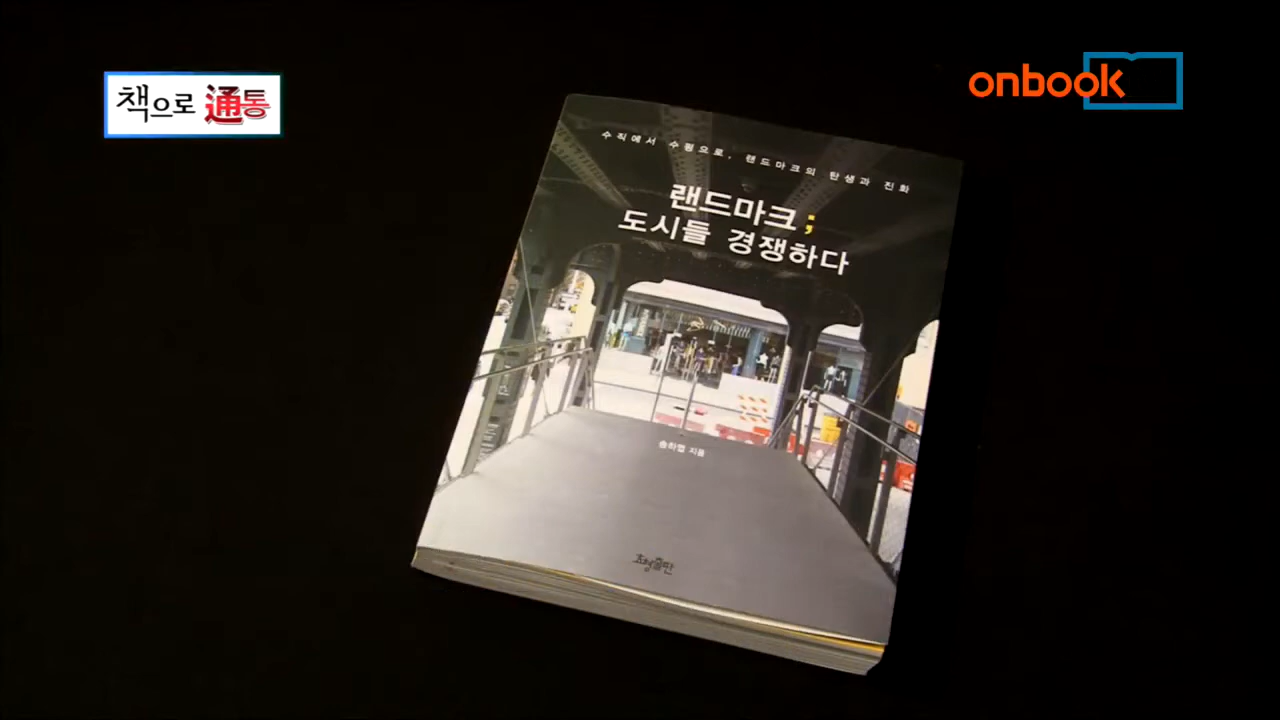 책으로 通통
onbook
수직에서 수평으로, 랜드마크의 탄생과 진화
랜드마크;
도시들 경쟁하다
송하엽 지음
효형출판